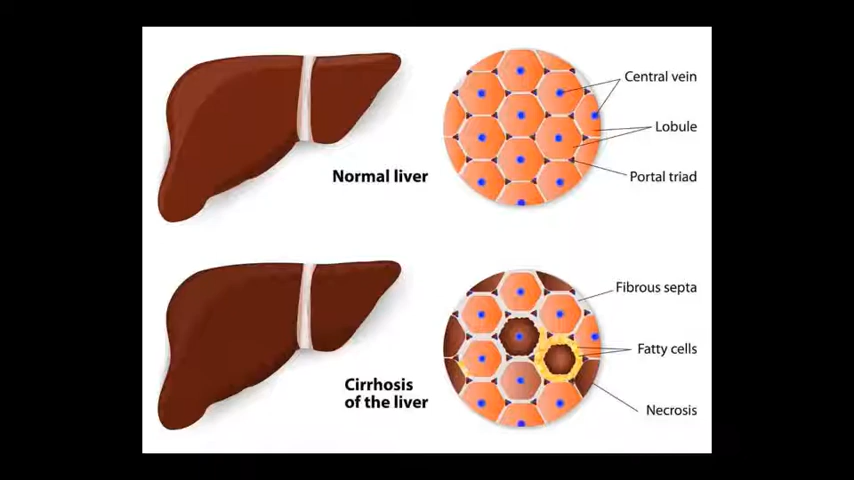 Central vein
Lobule
Normal liver
Portal triad
Fibrous septa
Fatty cells
Cirrhosis
of the liver
Necrosis